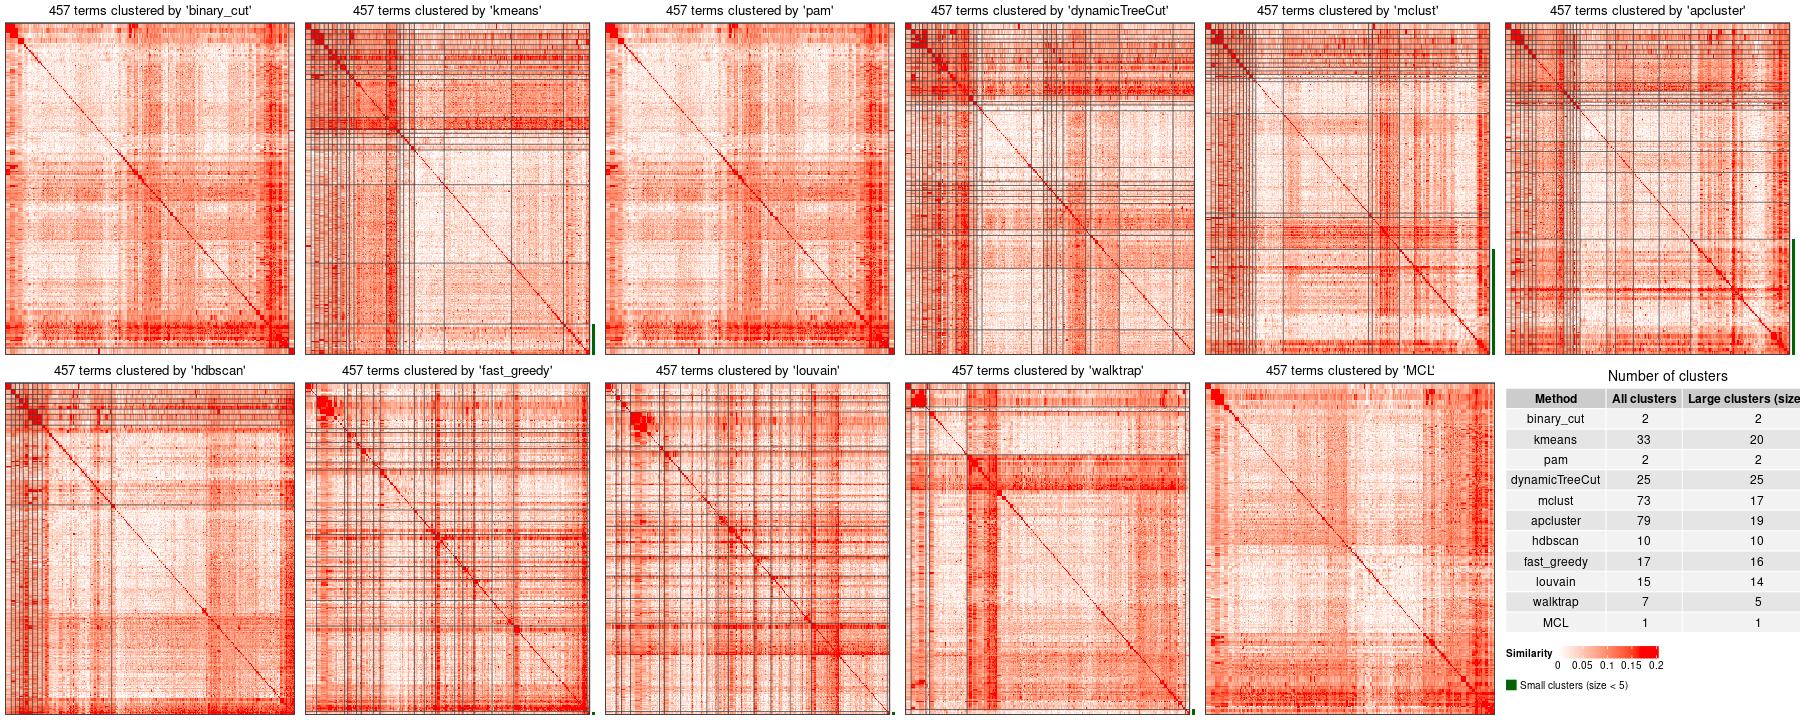 457 terms clustered by 'binary_cut'
457 terms clustered by 'kmeans'
457 terms clustered by 'pam'
457 terms clustered by 'dynamicTreeCut'
457 terms clustered by 'mclust'
457 terms clustered by 'apcluster'
457 terms clustered by 'hdbscan'
457 terms clustered by 'fast_greedy'
457 terms clustered by 'louvain'
457 terms clustered by 'walktrap'
457 terms clustered by 'MCL'
Number of clusters
Method All clusters Large clusters (size
binary_cut 2 2
kmeans 33 20
pam 2 2
dynamicTreeCut 25 25
mclust 73 17
apcluster 79 19
hdbscan 10 10
fast_greedy 17 16
louvain 15 14
walktrap 7 5
MCL 1 1
Similarity
0 0.05 0.1 0.15 0.2
Small clusters (size < 5)